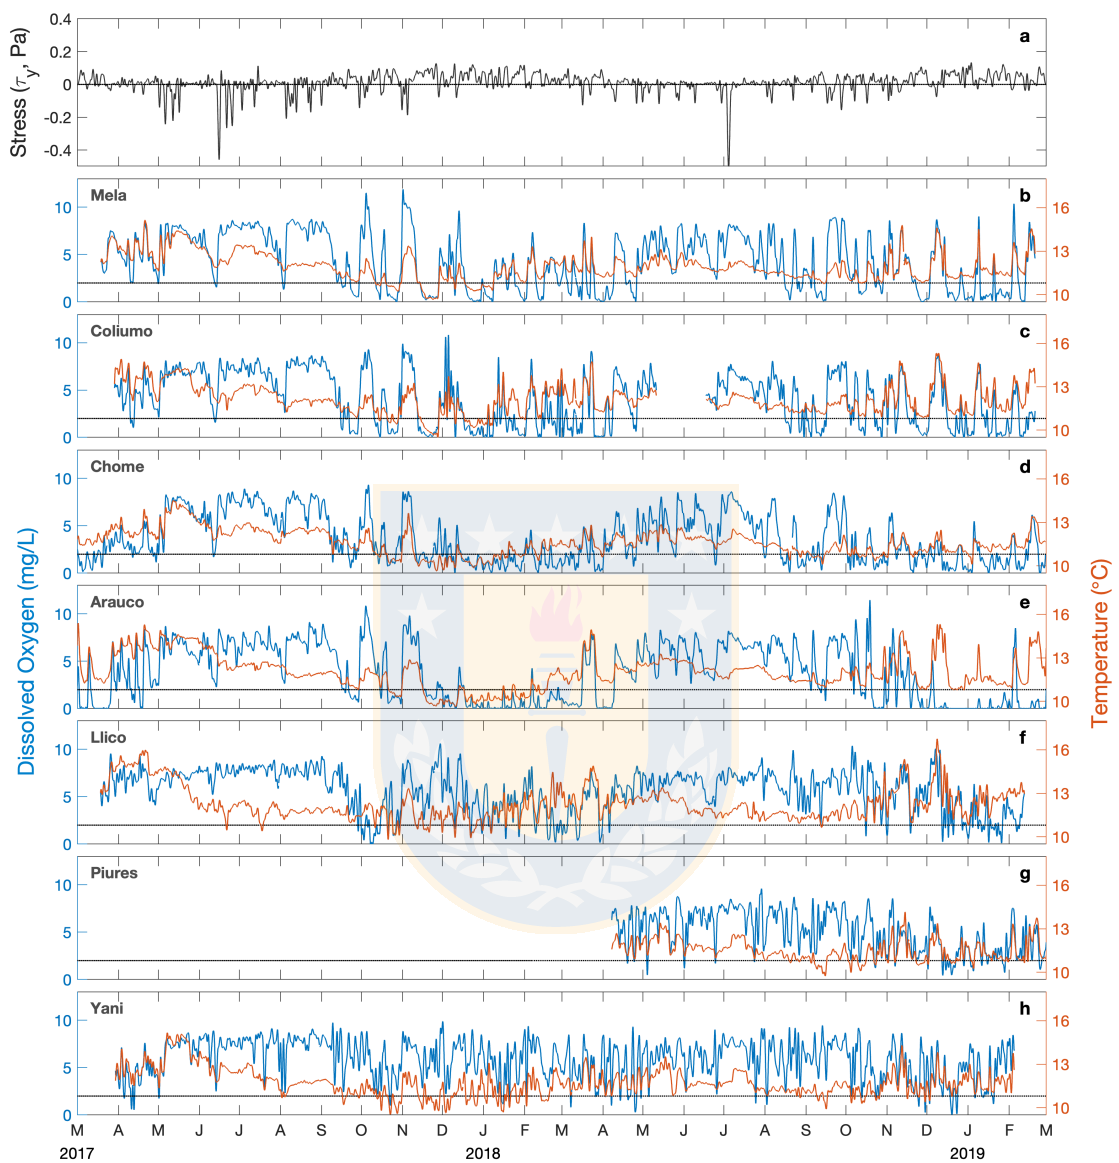 Stress (τy, Pa)
0.4
0.2
0
-0.2
-0.4
a
Mela
b
10
5
0
16
13
10
Coliumo
c
10
5
0
16
13
10
Chome
d
10
5
0
16
13
10
Dissolved Oxygen (mg/L)
Temperature (°C)
Arauco
e
10
5
0
16
13
10
Llico
f
10
5
0
16
13
10
Piures
g
10
5
0
16
13
10
Yani
h
10
5
0
16
13
10
M A M J J A S O N D J F M A M J J A S O N D J F M
2017 2018 2019